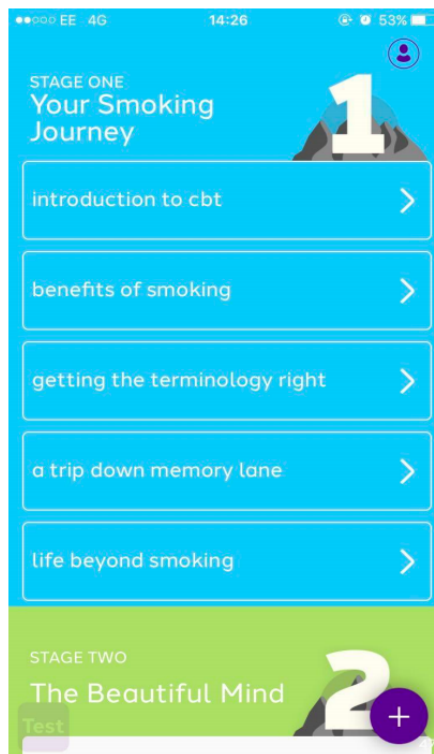 EE 4G 14:26 53%
STAGE ONE
Your Smoking
Journey
1
introduction to cbt
benefits of smoking
getting the terminology right
a trip down memory lane
life beyond smoking
STAGE TWO
The Beautiful Mind
2
Test
+